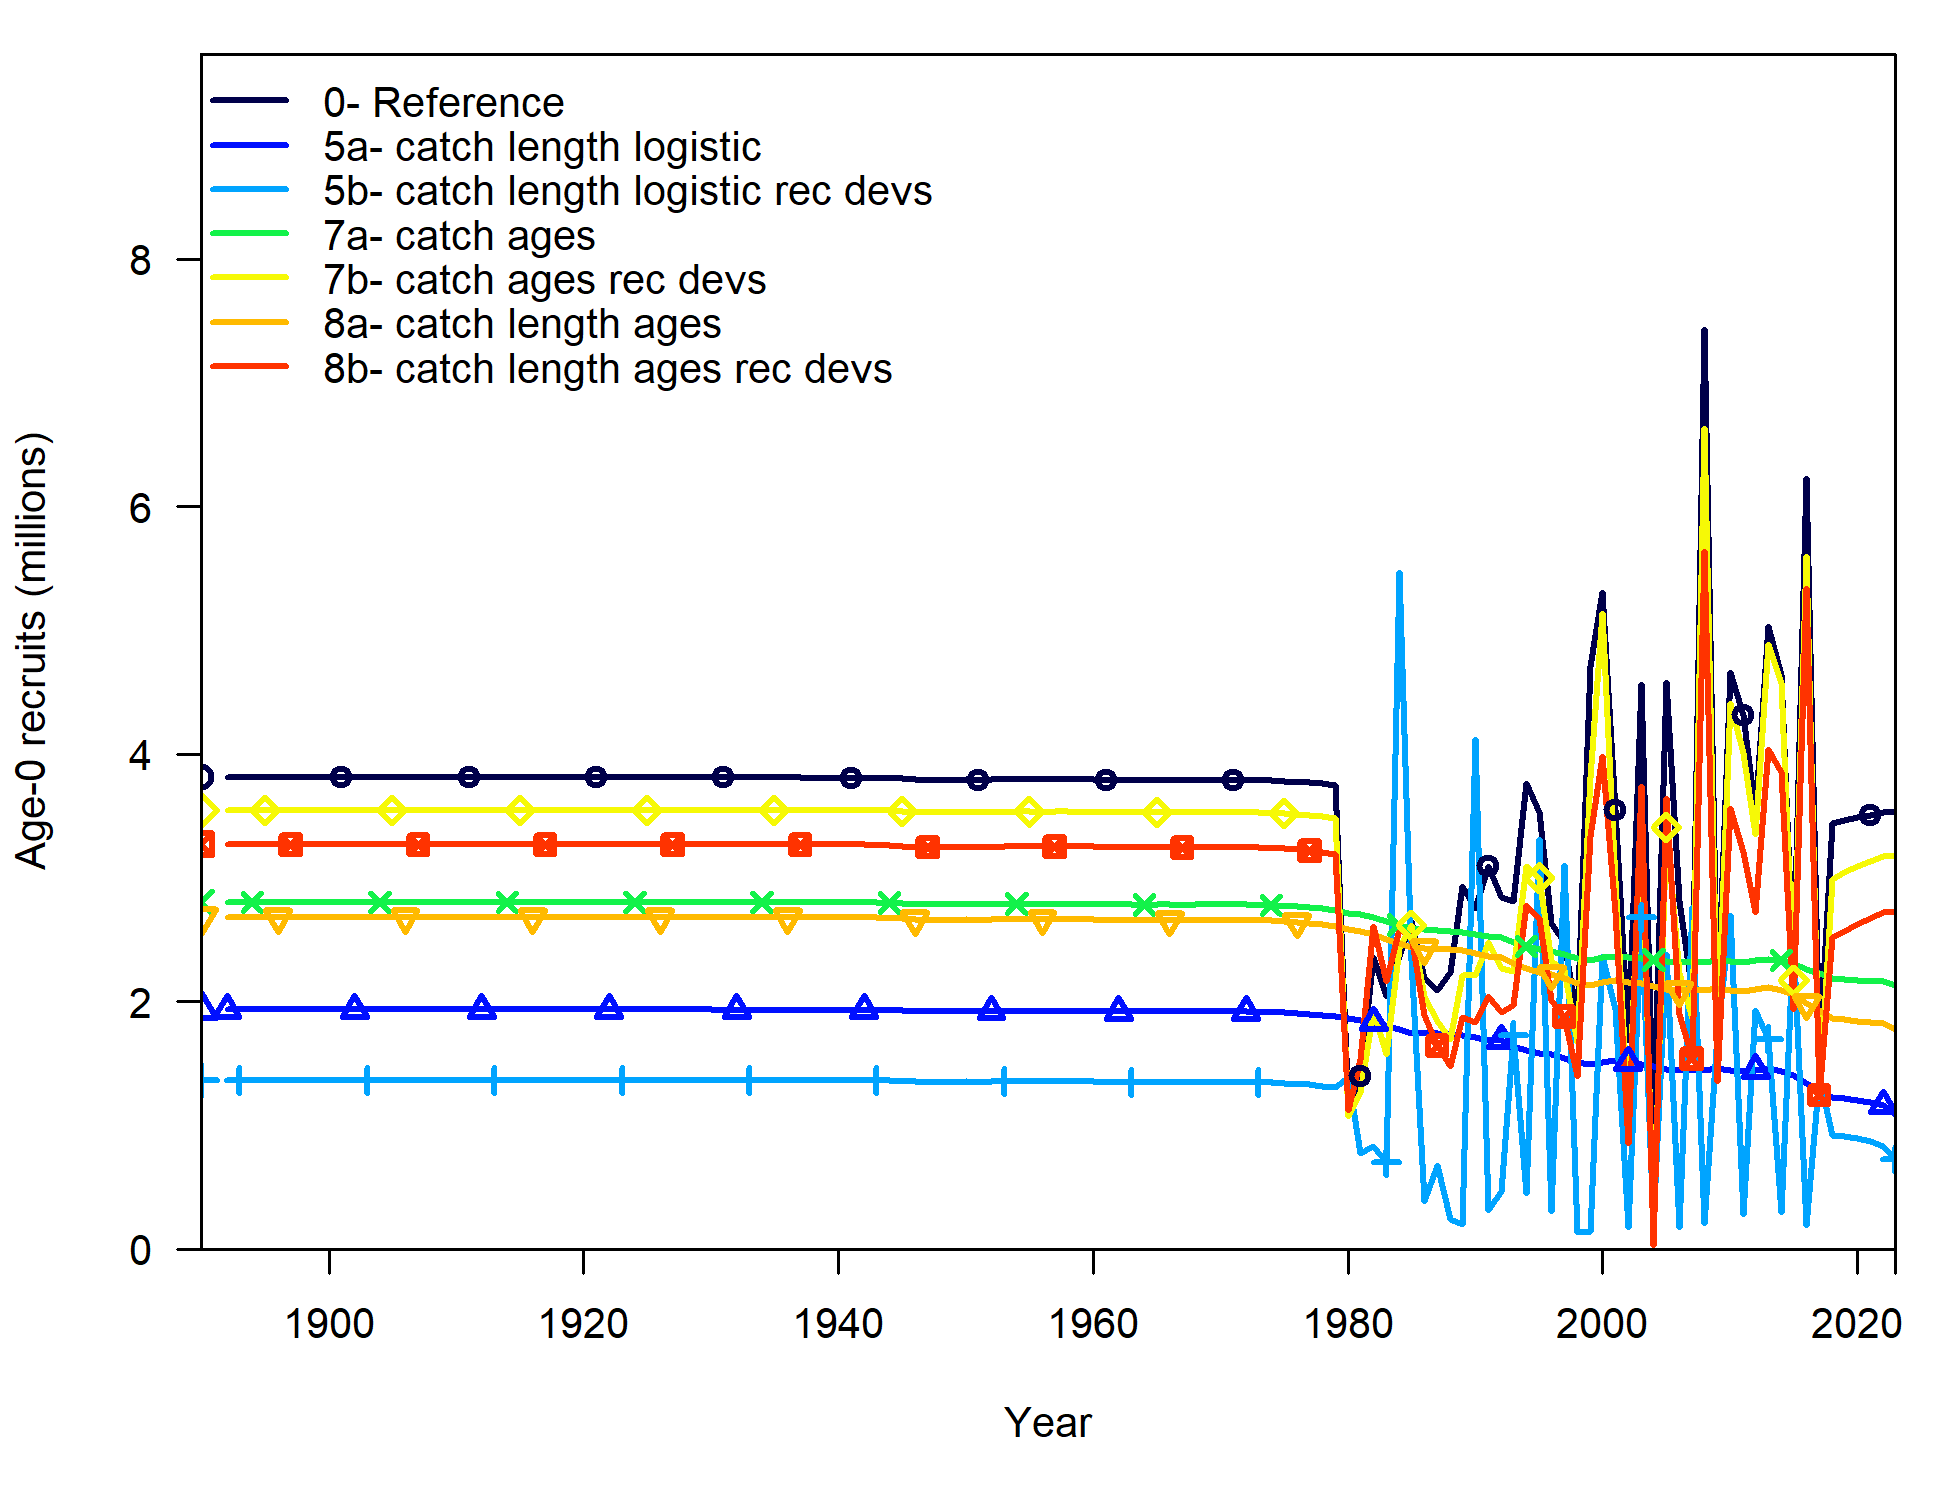 0- Reference
5a- catch length logistic
5b- catch length logistic rec devs
7a- catch ages
7b- catch ages rec devs
8a- catch length ages
8b- catch length ages rec devs
Age-0 recruits (millions)
8
6
4
2
0
1900 1920 1940 1960 1980 2000 2020
Year